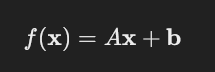 f(𝐱) = A𝐱 + 𝐛